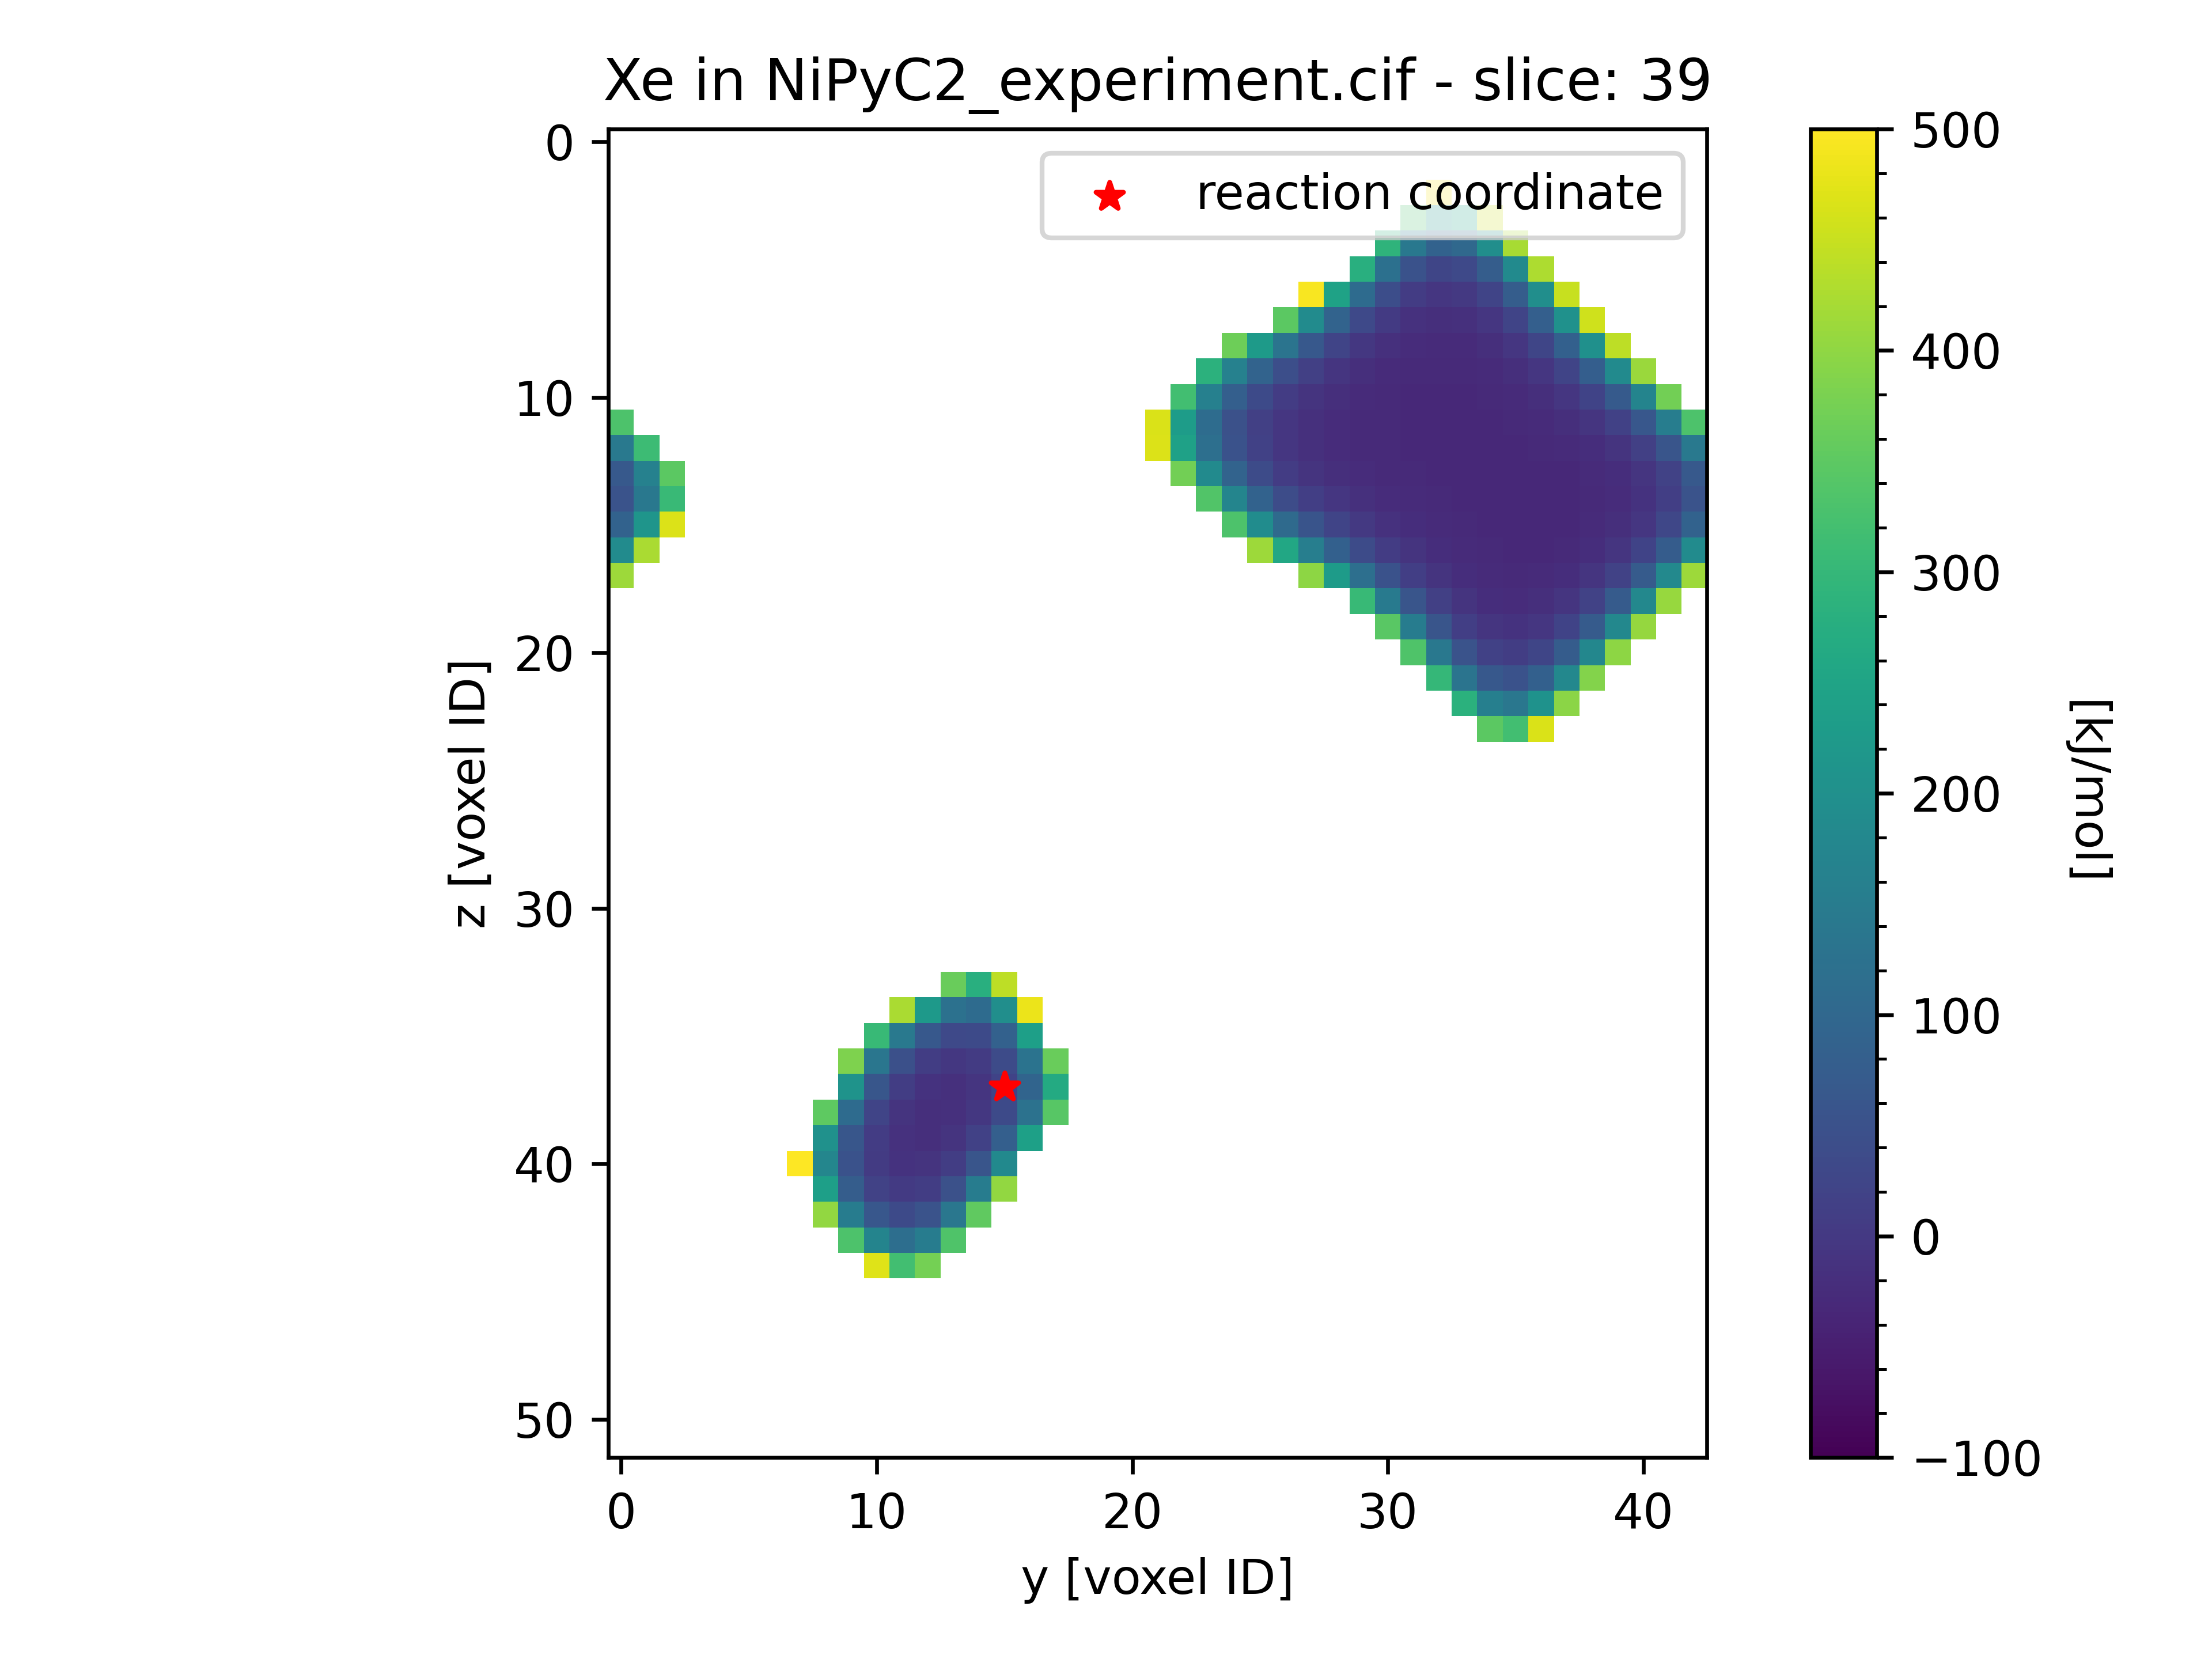 Xe in NiPyC2_experiment.cif - slice: 39
reaction coordinate
z [voxel ID]
0
10
20
30
40
50
0 10 20 30 40
y [voxel ID]
500
400
300
200
100
0
−100
[kJ/mol]